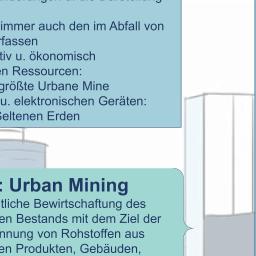 immer auch den im Abfall von
rfassen
tiv u. ökonomisch
en Ressourcen:
größte Urbane Mine
u. elektronischen Geräten:
Seltenen Erden
: Urban Mining
tliche Bewirtschaftung des
en Bestands mit dem Ziel der
nnung von Rohstoffen aus
en Produkten, Gebäuden,